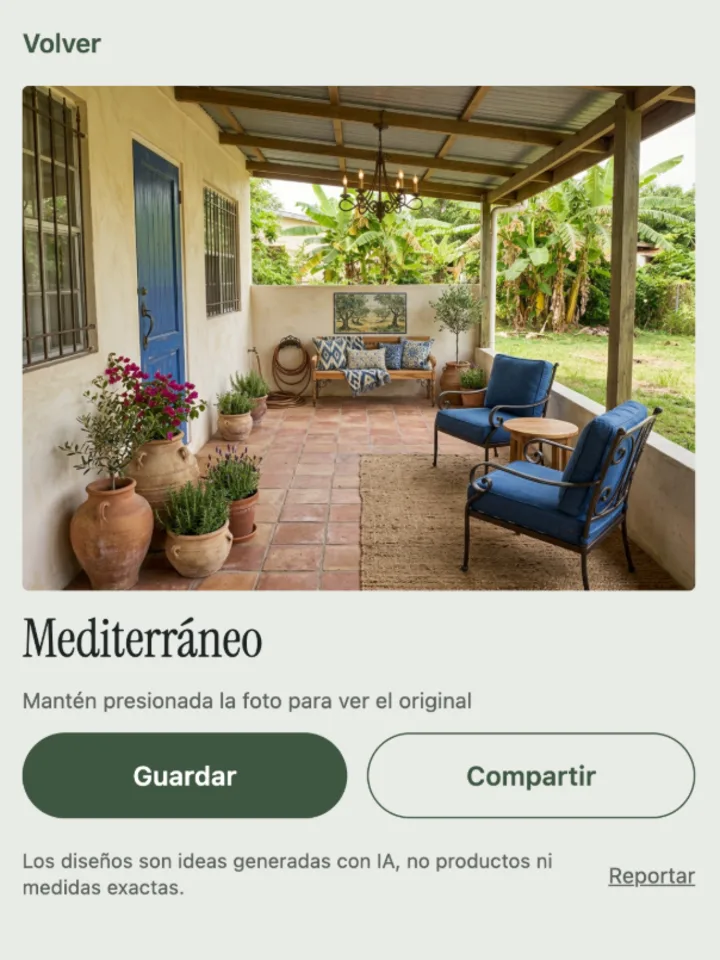 Volver
Mediterráneo
Mantén presionada la foto para ver el original
Guardar
Compartir
Los diseños son ideas generadas con IA, no productos ni
medidas exactas.
Reportar